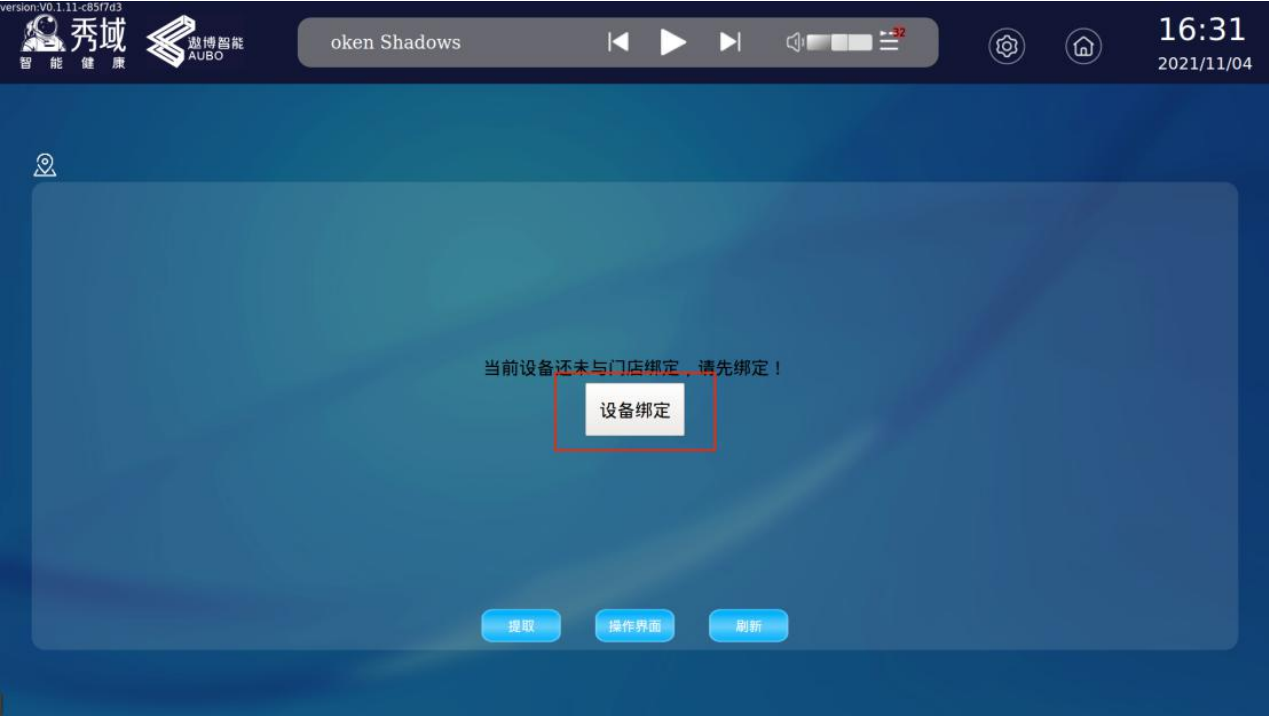 version:V0.1.11-c85f7d3
秀域
智能健康
遨博智能
AUBO
oken Shadows
32
16:31
2021/11/04
当前设备还未与门店绑定，请先绑定！
设备绑定
提取
操作界面
刷新